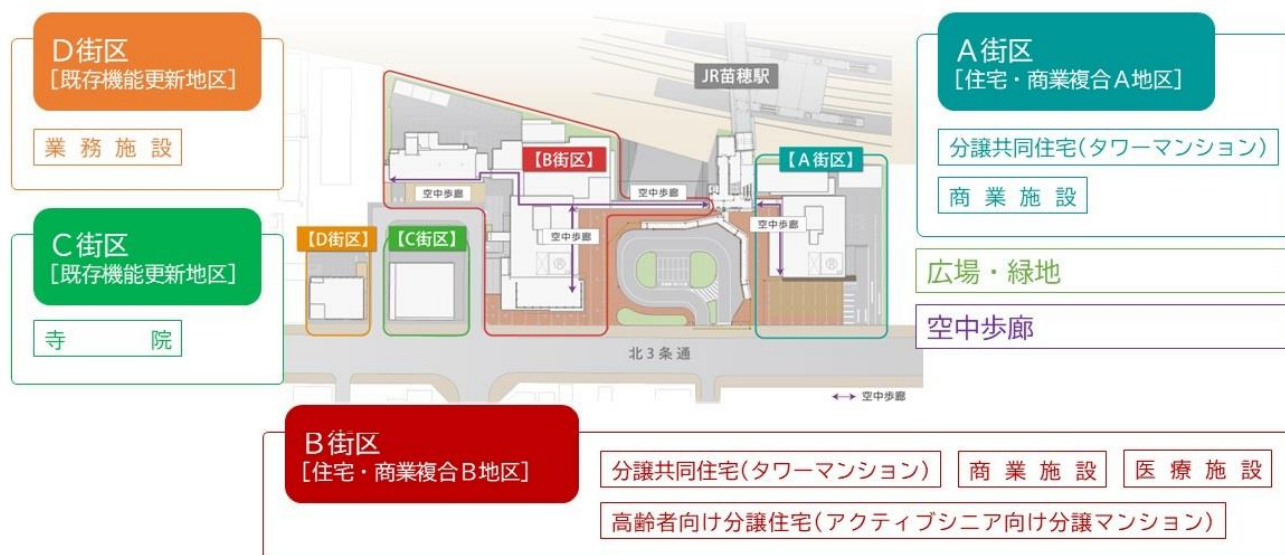 D街区
[既存機能更新地区]
業務施設
C街区
[既存機能更新地区]
寺院
JR苗穂駅
【B街区】
【A街区】
空中歩廊
空中歩廊
空中歩廊
空中歩廊
【D街区】
【C街区】
北3条通
空中歩廊
A街区
[住宅・商業複合A地区]
分譲共同住宅(タワーマンション)
商業施設
広場・緑地
空中歩廊
B街区
[住宅・商業複合B地区]
分譲共同住宅(タワーマンション)
商業施設
医療施設
高齢者向け分譲住宅(アクティブシニア向け分譲マンション)